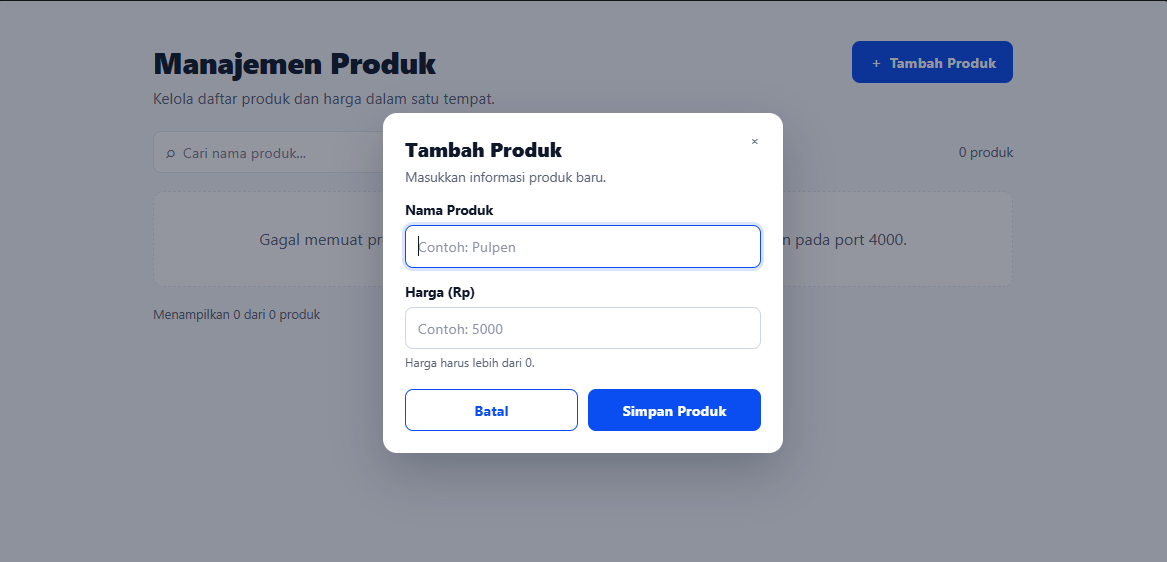 Manajemen Produk
+ Tambah Produk
Kelola daftar produk dan harga dalam satu tempat.
Cari nama produk...
0 produk
Gagal memuat
pada port 4000.
Menampilkan 0 dari 0 produk
Tambah Produk
×
Masukkan informasi produk baru.
Nama Produk
Contoh: Pulpen
Harga (Rp)
Contoh: 5000
Harga harus lebih dari 0.
Batal
Simpan Produk